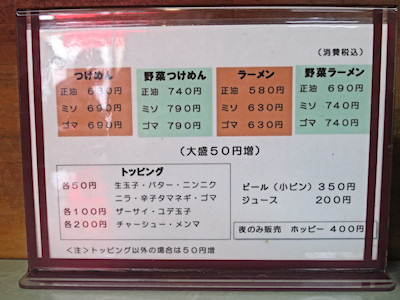 （消費税込）
つけめん 野菜つけめん ラーメン 野菜ラーメン
正油 正油 740円 正油 580円 正油 690円
ミソ 690円 ミソ 790円 ミソ 630円 ミソ 740円
ゴマ 690円 ゴマ 790円 ゴマ 630円 ゴマ 740円
（大盛50円増）
トッピング
各50円 生玉子・バター・ニンニク
ニラ・辛子タマネギ・ゴマ
各100円 ザーサイ・ユデ玉子
各200円 チャーシュー・メンマ
ビール（小ビン）350円
ジュース 200円
夜のみ販売 ホッピー 400円
＜注＞トッピング以外の場合は50円増